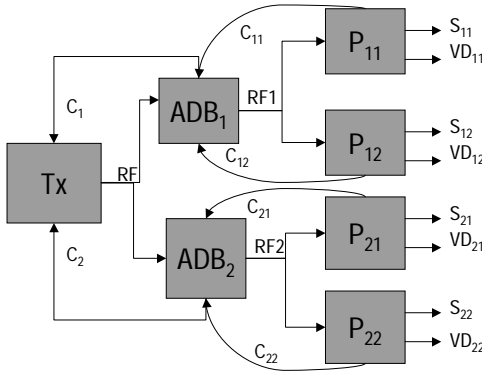 C11
P11
S11
VD11
C1
ADB1
RF1
P12
S12
VD12
C12
Tx
RF
C21
P21
S21
VD21
C2
ADB2
RF2
P22
S22
VD22
C22